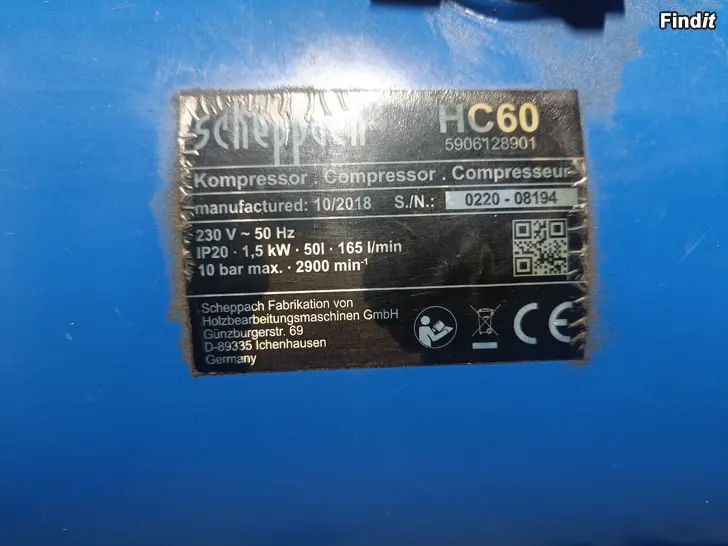 Findit
scheppach HC60
5906128901
Kompressor . Compressor . Compresseur
manufactured: 10/2018 S./N.: 0220 - 08194
230 V ~ 50 Hz
IP20 · 1,5 kW · 50l · 165 l/min
10 bar max. · 2900 min⁻¹
Scheppach Fabrikation von
Holzbearbeitungsmaschinen GmbH
Günzburgerstr. 69
D-89335 Ichenhausen
Germany
CE